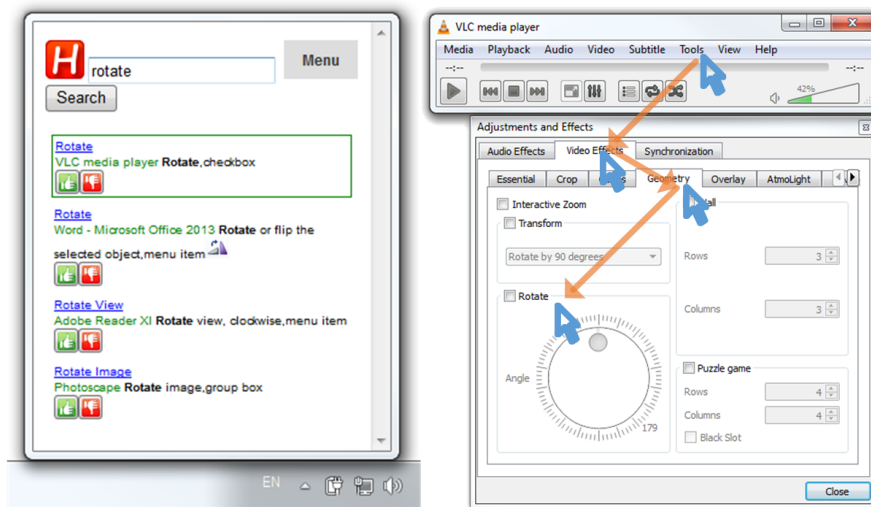 H
rotate
Menu
Search
Rotate
VLC media player Rotate,checkbox
Rotate
Word - Microsoft Office 2013 Rotate or flip the
selected object,menu item
Rotate View
Adobe Reader XI Rotate view, clockwise,menu item
Rotate Image
Photoscape Rotate image,group box
EN
VLC media player
Media Playback Audio Video Subtitle Tools View Help
--:-- --:--
42%
Adjustments and Effects
Audio Effects Video Effects Synchronization
Essential Crop Geometry Overlay AtmoLight
Interactive Zoom
Transform
Rotate by 90 degrees
Rows 3
Rotate
Columns 3
Angle
179
Puzzle game
Rows 4
Columns 4
Black Slot
Close